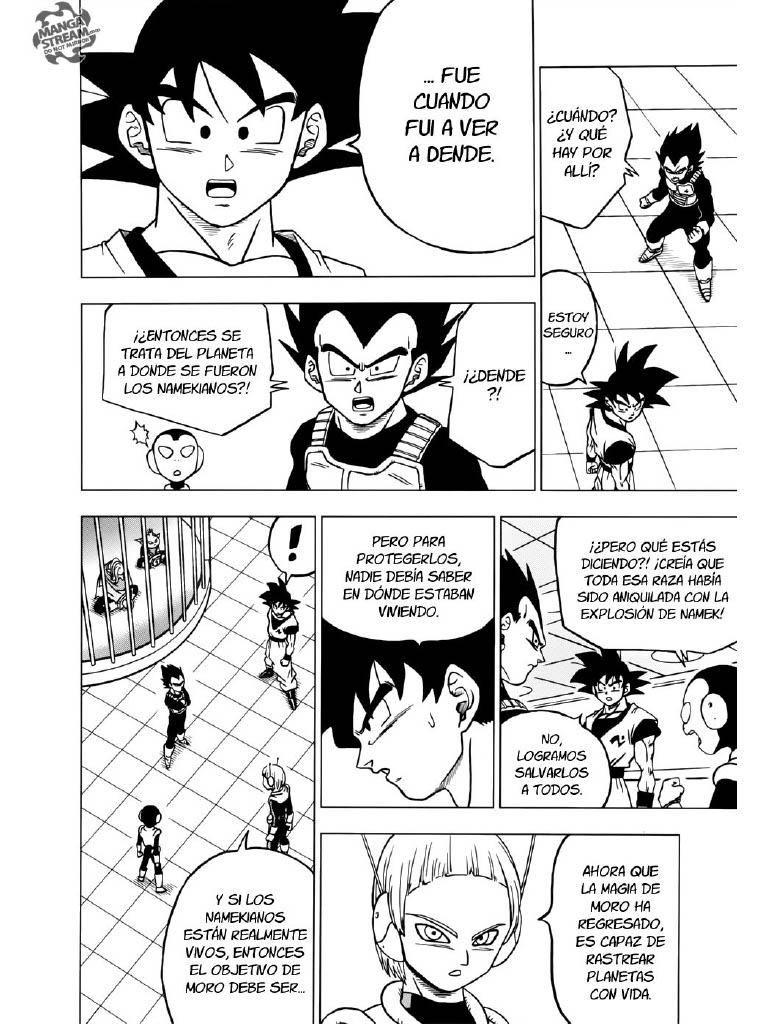 MANGA
STREAM.COM
DO NOT MIRROR
... FUE
CUANDO
FUI A VER
A DENDE.
¿CUÁNDO?
¿Y QUÉ
HAY POR
ALLÍ?
ESTOY
SEGURO
...
¡¿DENDE
?!
¡¿ENTONCES SE
TRATA DEL PLANETA
A DONDE SE FUERON
LOS NAMEKIANOS?!
¡¿PERO QUÉ ESTÁS
DICIENDO?! ¡CREÍA QUE
TODA ESA RAZA HABÍA
SIDO ANIQUILADA CON LA
EXPLOSIÓN DE NAMEK!
NO,
LOGRAMOS
SALVARLOS
A TODOS.
PERO PARA
PROTEGERLOS,
NADIE DEBÍA SABER
EN DÓNDE ESTABAN
VIVIENDO.
!
Y SI LOS
NAMEKIANOS
ESTÁN REALMENTE
VIVOS, ENTONCES
EL OBJETIVO DE
MORO DEBE SER...
AHORA QUE
LA MAGIA DE
MORO HA
REGRESADO,
ES CAPAZ DE
RASTREAR
PLANETAS
CON VIDA.